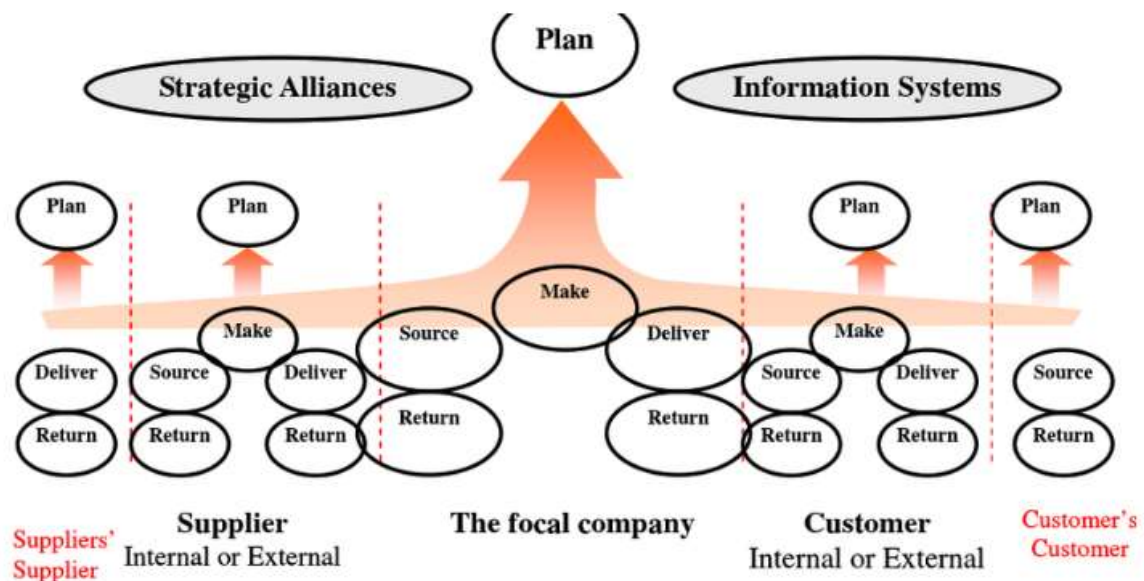 Plan
Strategic Alliances
Information Systems
Plan
Plan
Plan
Plan
Make
Make
Source
Deliver
Make
Deliver
Source
Deliver
Source
Deliver
Source
Return
Return
Return
Return
Return
Return
Return
Return
Suppliers'
Supplier
Supplier
Internal or External
The focal company
Customer
Internal or External
Customer's
Customer